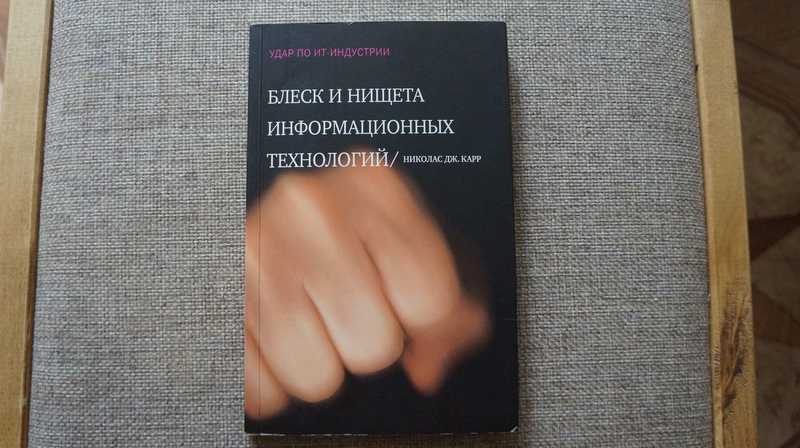 УДАР ПО ИТ-ИНДУСТРИИ
БЛЕСК И НИЩЕТА
ИНФОРМАЦИОННЫХ
ТЕХНОЛОГИЙ/ НИКОЛАС ДЖ. КАРР